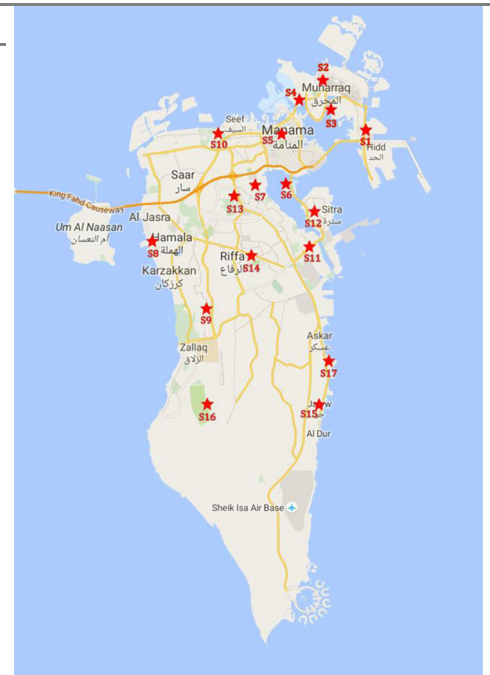 S2
Muharraq
المحرق
S4
S3
Seef
السيف
S10
Manama
المنامة
S5
S1
Hidd
الحد
Saar
سار
S7
S6
S13
King Fahd Causeway
Al Jasra
Sitra
سترة
S12
Um Al Naasan
أم النعسان
Hamala
الهملة
S8
S11
Riffa
الرفاع
S14
Karzakkan
كرزكان
S9
Askar
عسكر
Zallaq
الزلاق
S17
S15
S16
Al Dur
Sheik Isa Air Base